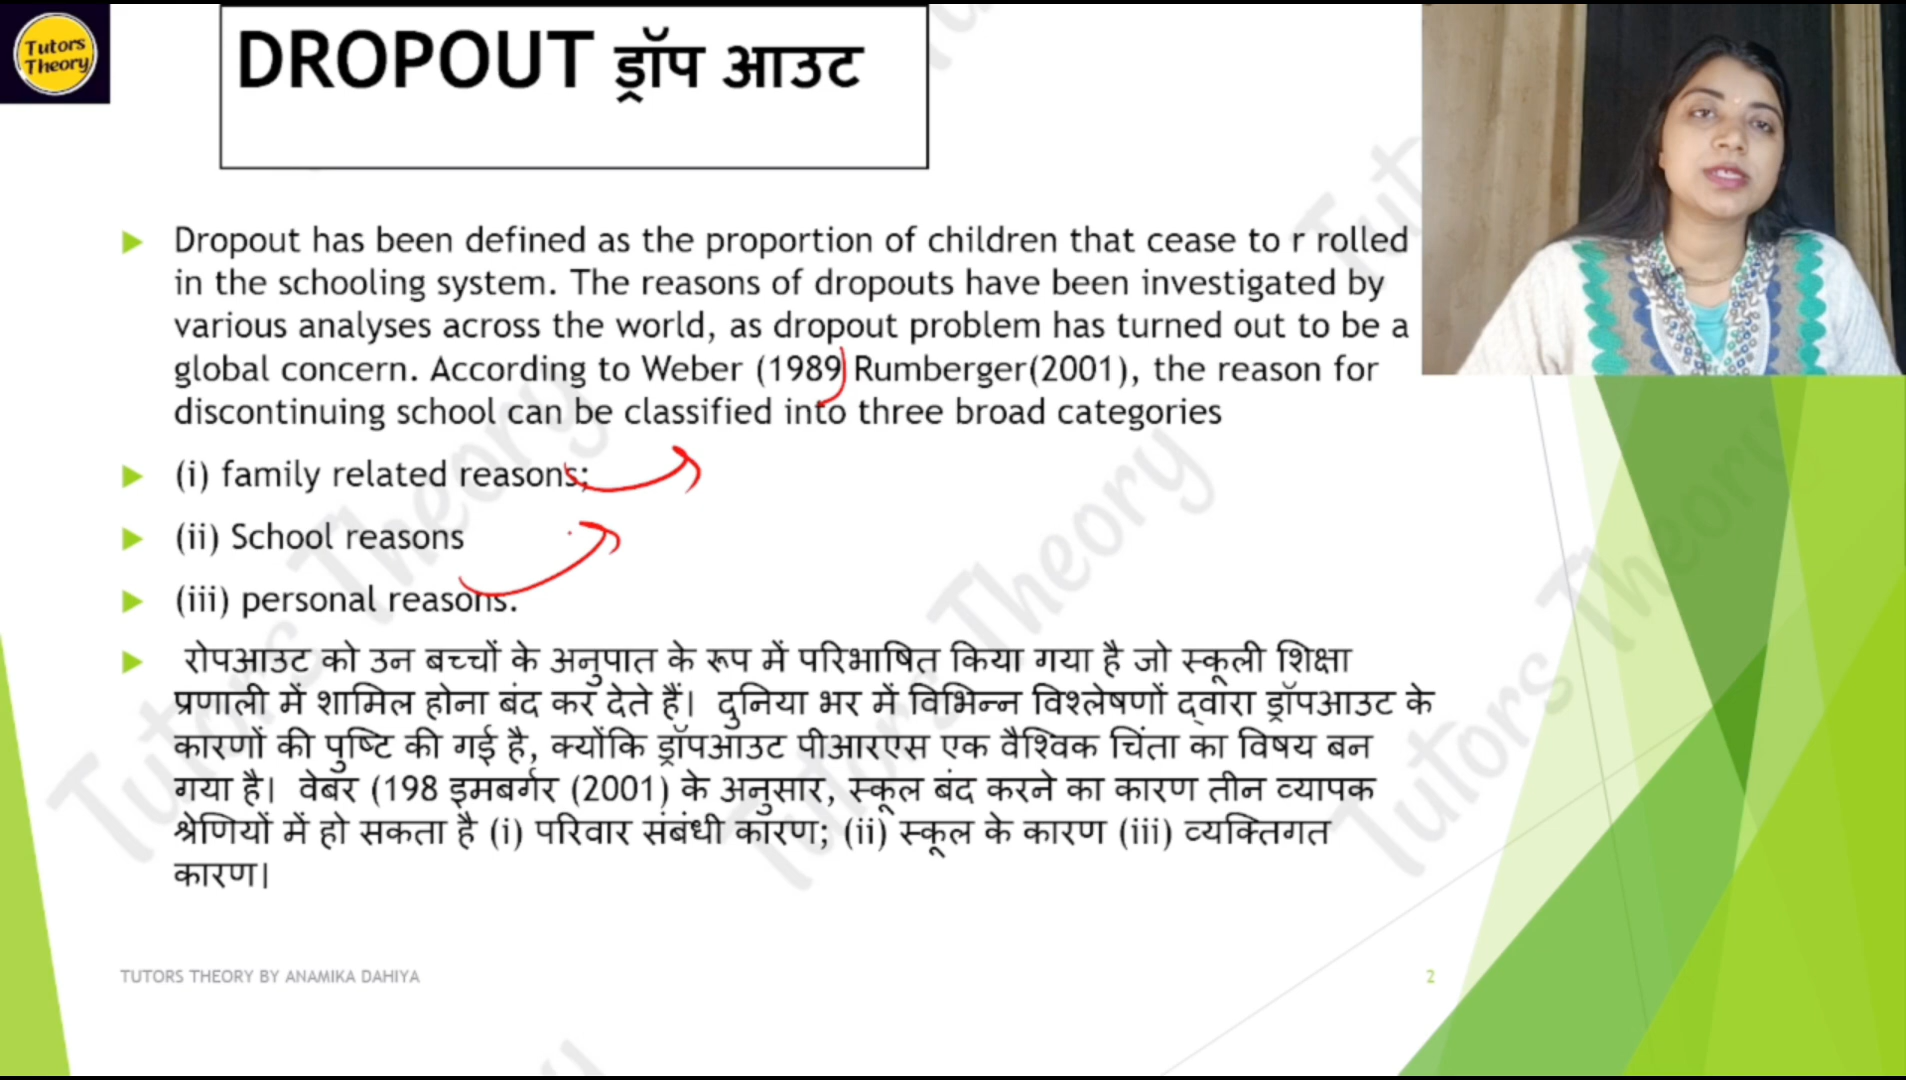 Tutors
Theory
DROPOUT ड्रॉप आउट
Dropout has been defined as the proportion of children that cease to r rolled
in the schooling system. The reasons of dropouts have been investigated by
various analyses across the world, as dropout problem has turned out to be a
global concern. According to Weber (1989) Rumberger(2001), the reason for
discontinuing school can be classified into three broad categories
(i) family related reasons;
(ii) School reasons
(iii) personal reasons.
रोपआउट को उन बच्चों के अनुपात के रूप में परिभाषित किया गया है जो स्कूली शिक्षा
प्रणाली में शामिल होना बंद कर देते हैं। दुनिया भर में विभिन्न विश्लेषणों द्वारा ड्रॉपआउट के
कारणों की पुष्टि की गई है, क्योंकि ड्रॉपआउट पीआरएस एक वैश्विक चिंता का विषय बन
गया है। वेबर (198 इमबर्गर (2001) के अनुसार, स्कूल बंद करने का कारण तीन व्यापक
श्रेणियों में हो सकता है (i) परिवार संबंधी कारण; (ii) स्कूल के कारण (iii) व्यक्तिगत
कारण।
TUTORS THEORY BY ANAMIKA DAHIYA
2
Tutors Theory
Tutors Theory
Tutors Theory